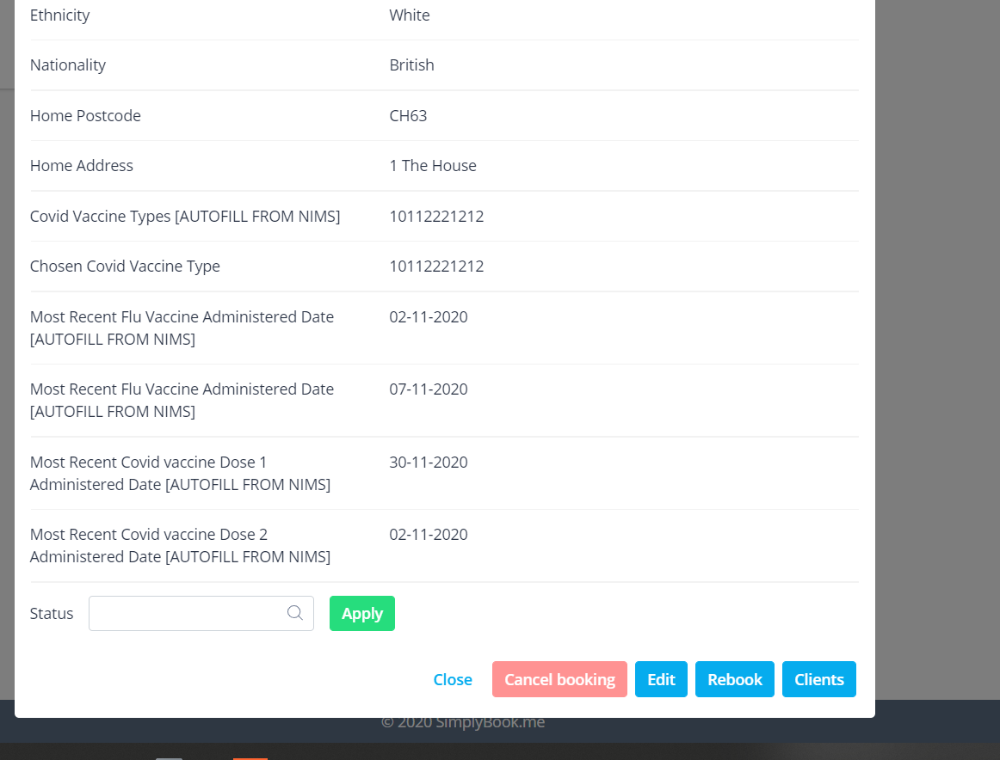 Ethnicity White
Nationality British
Home Postcode CH63
Home Address 1 The House
Covid Vaccine Types [AUTOFILL FROM NIMS] 10112221212
Chosen Covid Vaccine Type 10112221212
Most Recent Flu Vaccine Administered Date 02-11-2020
[AUTOFILL FROM NIMS]
Most Recent Flu Vaccine Administered Date 07-11-2020
[AUTOFILL FROM NIMS]
Most Recent Covid vaccine Dose 1 30-11-2020
Administered Date [AUTOFILL FROM NIMS]
Most Recent Covid vaccine Dose 2 02-11-2020
Administered Date [AUTOFILL FROM NIMS]
Status Apply
Close Cancel booking Edit Rebook Clients
© 2020 SimplyBook.me